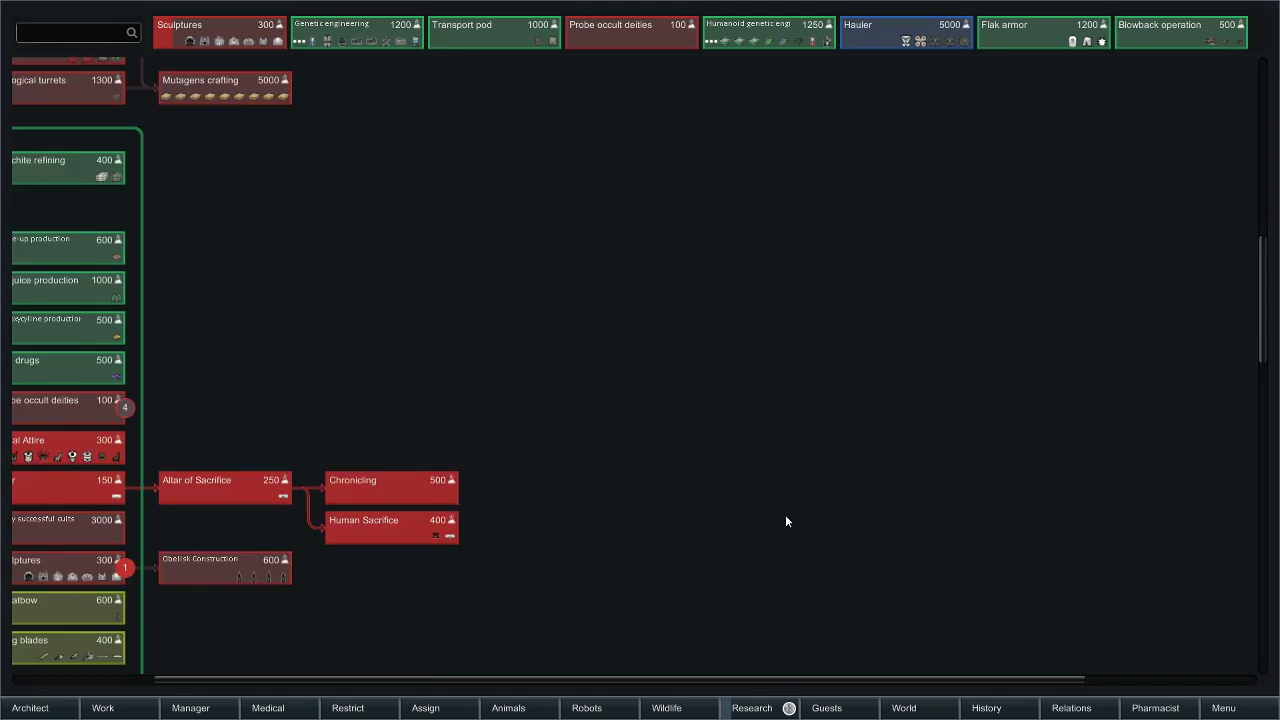 Sculptures 300
Genetic engineering 1200
Transport pod 1000
Probe occult deities 100
Humanoid genetic engi 1250
Hauler 5000
Flak armor 1200
Blowback operation 500
ogical turrets 1300
Mutagens crafting 5000
chite refining 400
e-up production 600
juice production 1000
oxycyline production 500
drugs 500
be occult deities 100
4
al Attire 300
r 150
Altar of Sacrifice 250
Chronicling 500
y successful cults 3000
Human Sacrifice 400
lptures 300
1
Obelisk Construction 600
atbow 600
g blades 400
Architect
Work
Manager
Medical
Restrict
Assign
Animals
Robots
Wildlife
Research
Guests
World
History
Relations
Pharmacist
Menu